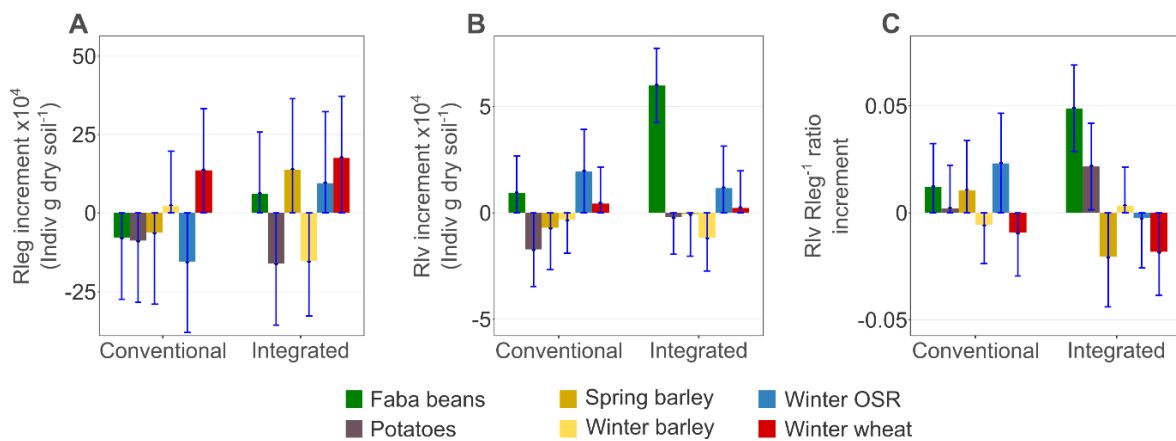 A
Rleg increment x10⁴
(Indiv g dry soil⁻¹)
50
25
0
-25
Conventional Integrated
B
Rlv increment x10⁴
(Indiv g dry soil⁻¹)
5
0
-5
Conventional Integrated
C
Rlv Rleg⁻¹ ratio
increment
0.05
0
-0.05
Conventional Integrated
Faba beans Spring barley Winter OSR
Potatoes Winter barley Winter wheat